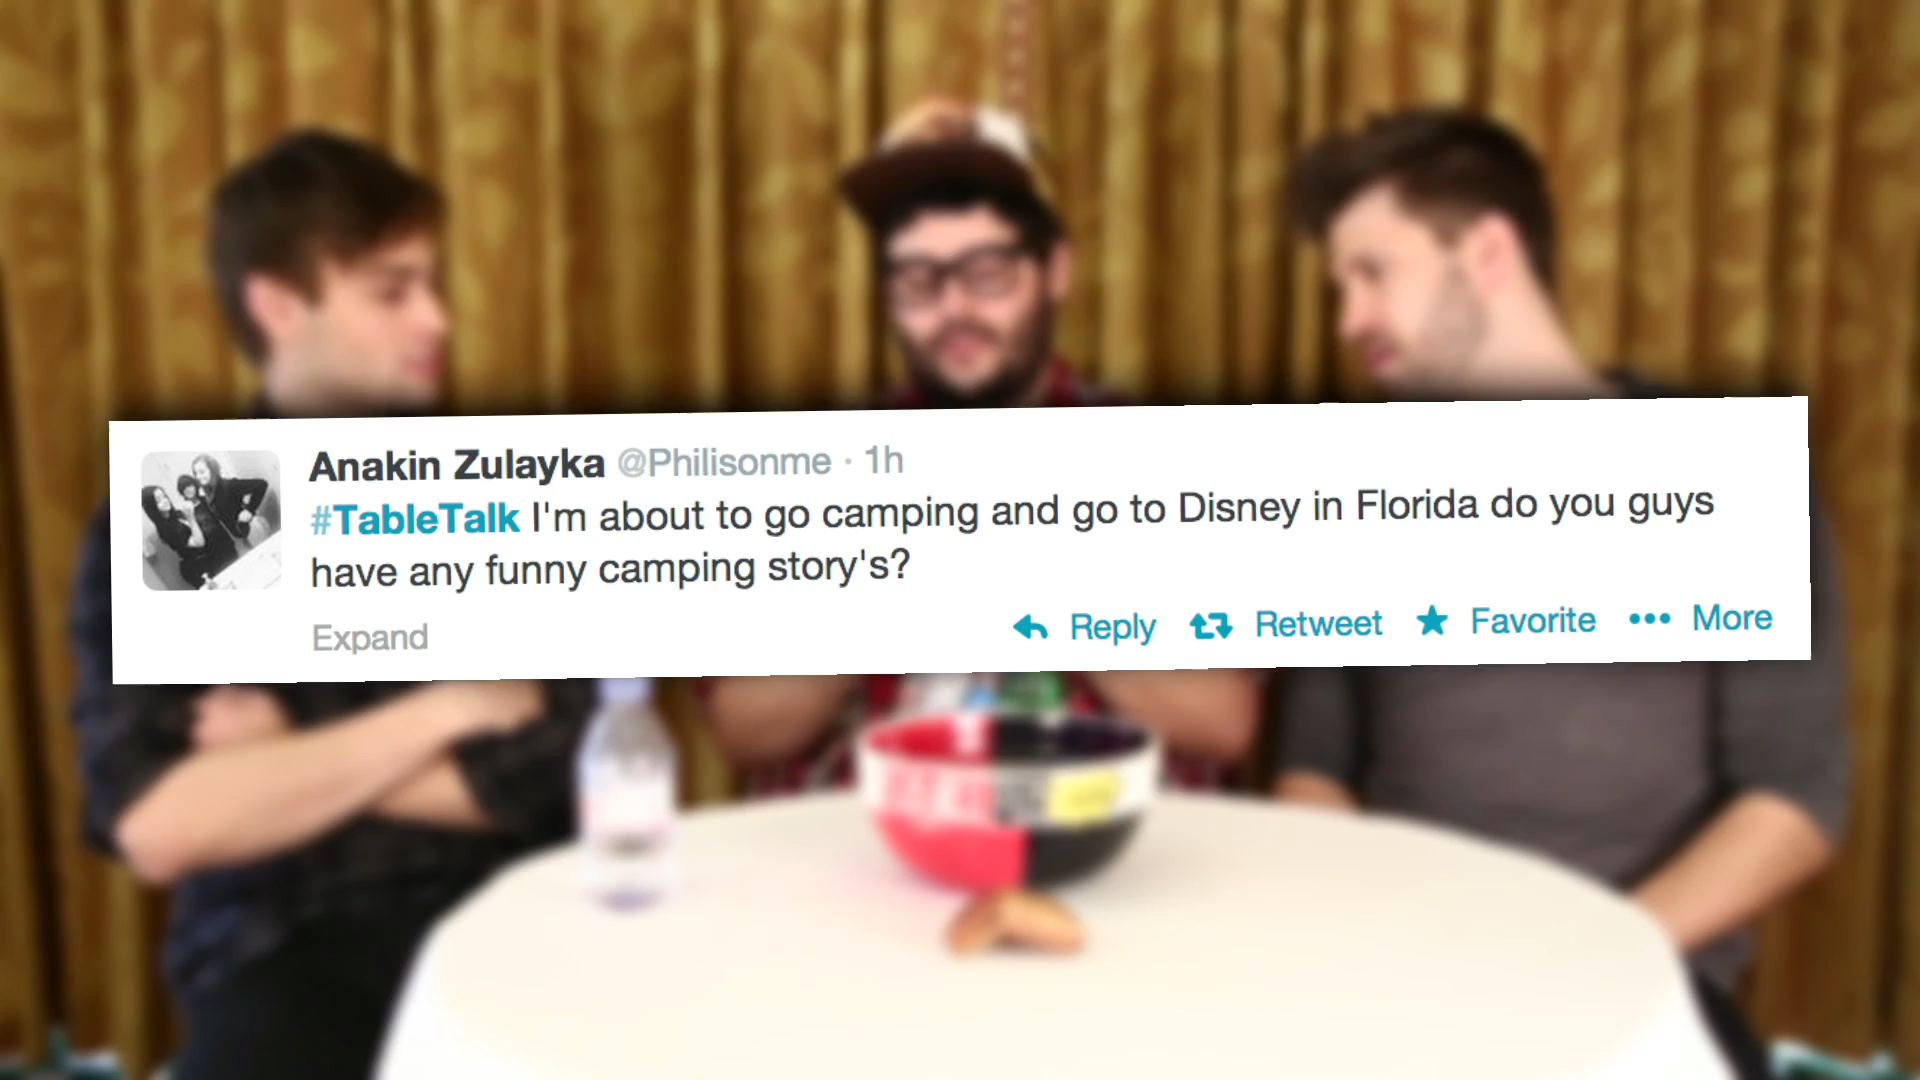 Anakin Zulayka @Philisonme · 1h
#TableTalk I'm about to go camping and go to Disney in Florida do you guys
have any funny camping story's?
Expand
Reply Retweet Favorite More